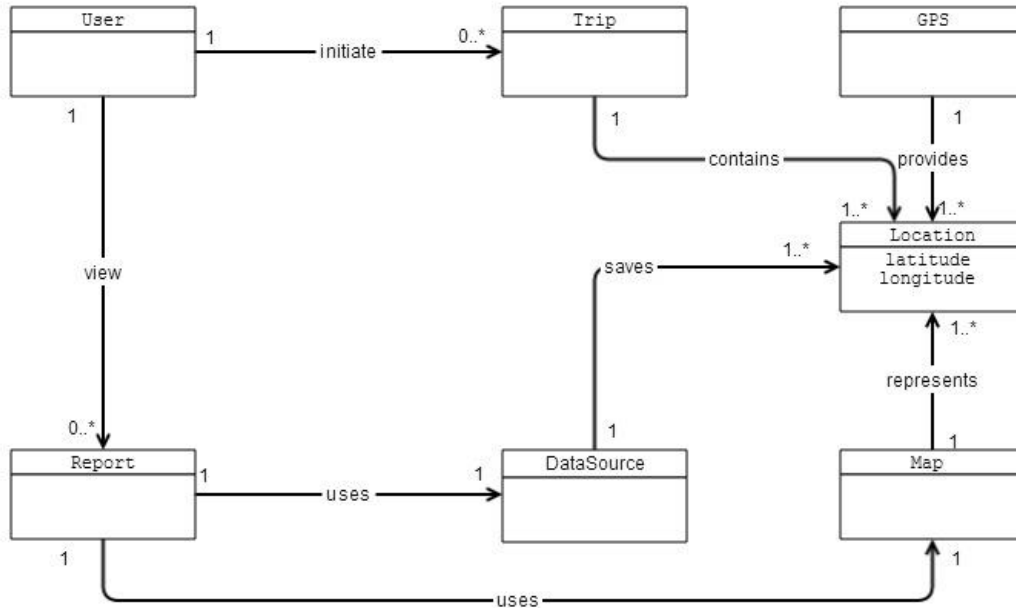 User
Trip
GPS
1
initiate
0..*
1
1
1
contains
provides
1..*
1..*
Location
latitude
longitude
view
saves
1..*
1..*
represents
0..*
1
1
Report
DataSource
Map
1
uses
1
1
1
uses